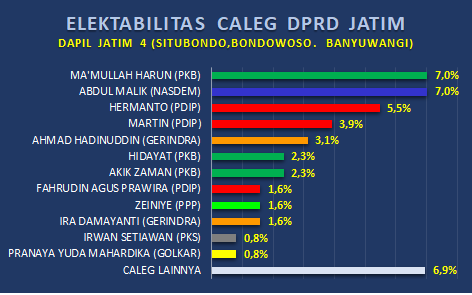 ELEKTABILITAS CALEG DPRD JATIM
DAPIL JATIM 4 (SITUBONDO,BONDOWOSO. BANYUWANGI)
MA'MULLAH HARUN (PKB) 7,0%
ABDUL MALIK (NASDEM) 7,0%
HERMANTO (PDIP) 5,5%
MARTIN (PDIP) 3,9%
AHMAD HADINUDDIN (GERINDRA) 3,1%
HIDAYAT (PKB) 2,3%
AKIK ZAMAN (PKB) 2,3%
FAHRUDIN AGUS PRAWIRA (PDIP) 1,6%
ZEINIYE (PPP) 1,6%
IRA DAMAYANTI (GERINDRA) 1,6%
IRWAN SETIAWAN (PKS) 0,8%
PRANAYA YUDA MAHARDIKA (GOLKAR) 0,8%
CALEG LAINNYA 6,9%